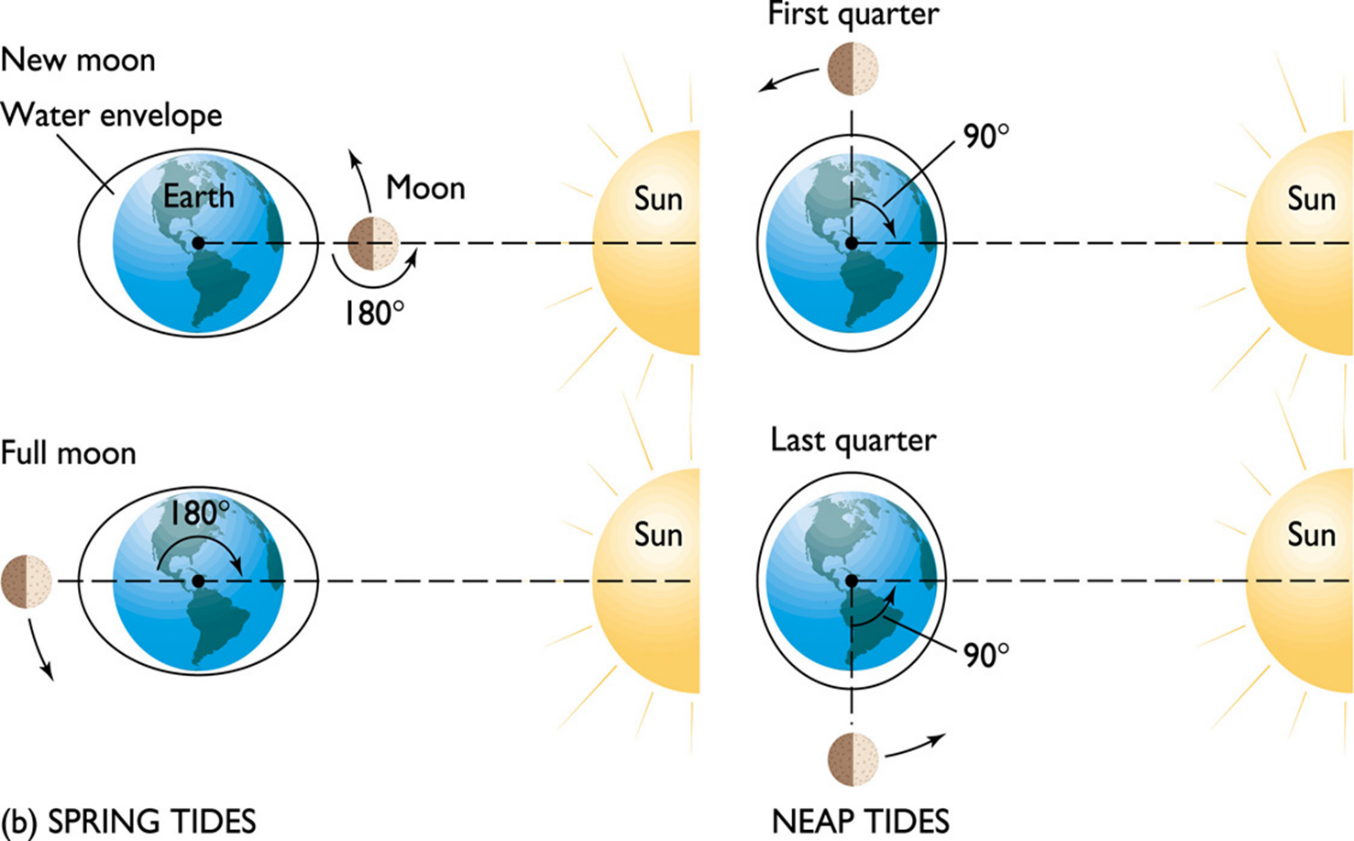 New moon
Water envelope
Earth
Moon
Sun
180°
First quarter
90°
Sun
Full moon
180°
Sun
Last quarter
Sun
90°
(b) SPRING TIDES
NEAP TIDES